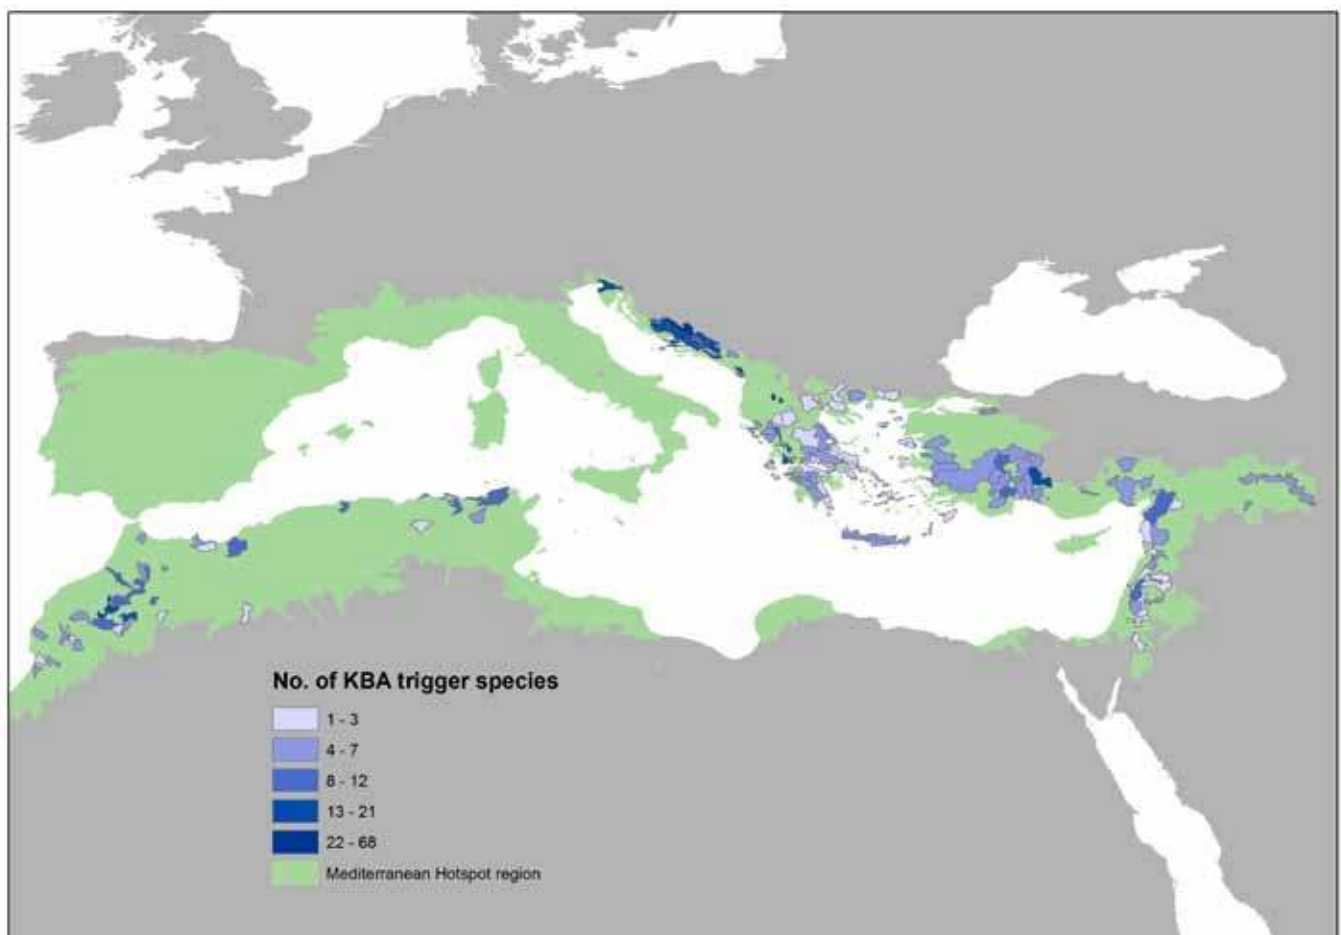 No. of KBA trigger species
1 - 3
4 - 7
8 - 12
13 - 21
22 - 68
Mediterranean Hotspot region